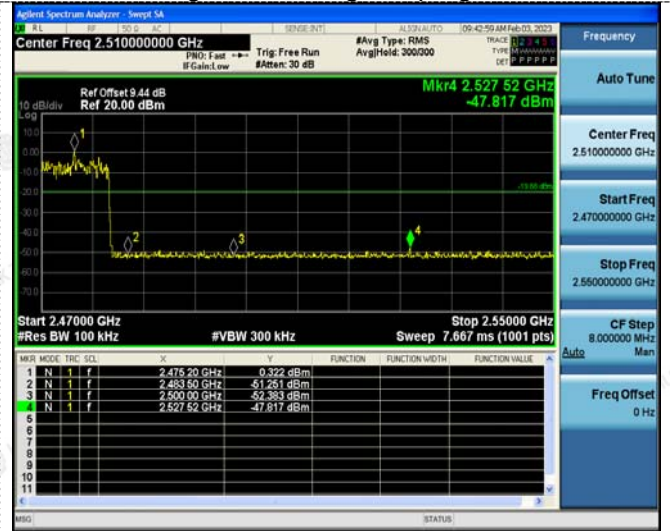 Agilent Spectrum Analyzer - Swept SA
RL RF 50 Ω AC SENSE:INT ALIGN AUTO 09:42:59 AM Feb 03, 2023
Center Freq 2.510000000 GHz
PNO: Fast Trig: Free Run #Avg Type: RMS TRACE 1 2 3 4 5 6
IFGain:Low #Atten: 30 dB Avg|Hold: 300/300 TYPE
DET P P P P P P
Ref Offset 9.44 dB Mkr4 2.527 52 GHz
10 dB/div Ref 20.00 dBm -47.817 dBm
Log
10.0
0.00
-10.0
-20.0
-30.0
-40.0
-50.0
-60.0
-70.0
1
2
3
4
Start 2.47000 GHz Stop 2.55000 GHz
#Res BW 100 kHz #VBW 300 kHz Sweep 7.667 ms (1001 pts)
MKR MODE TRC SCL X Y FUNCTION FUNCTION WIDTH FUNCTION VALUE
1 N 1 f 2.475 20 GHz 0.322 dBm
2 N 1 f 2.483 50 GHz -51.251 dBm
3 N 1 f 2.500 00 GHz -52.383 dBm
4 N 1 f 2.527 52 GHz -47.817 dBm
5
6
7
8
9
10
11
MSG STATUS
Frequency
Auto Tune
Center Freq
2.510000000 GHz
Start Freq
2.470000000 GHz
Stop Freq
2.550000000 GHz
CF Step
8.000000 MHz
Auto Man
Freq Offset
0 Hz